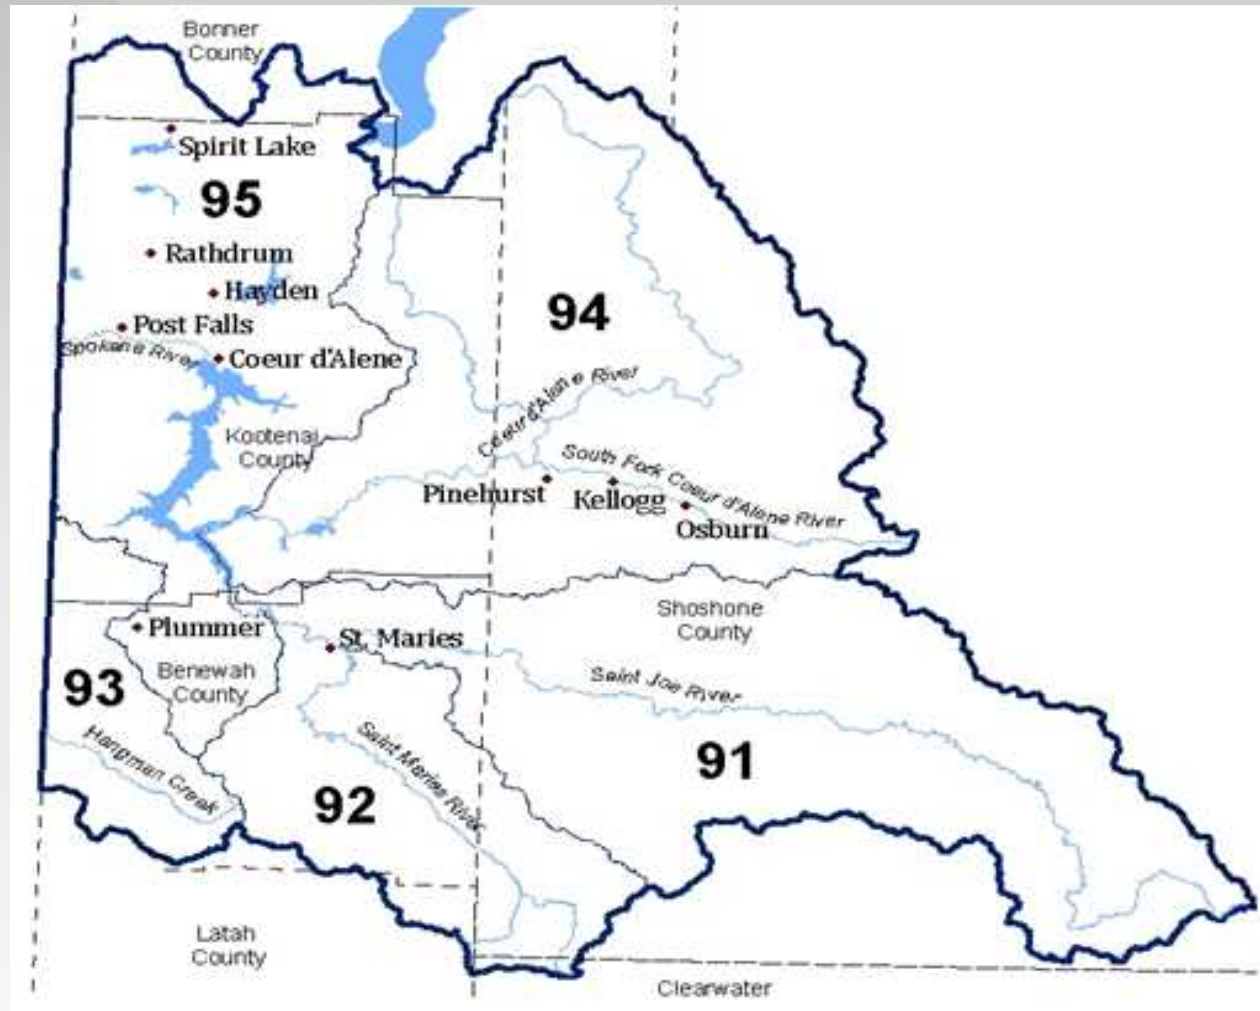 Bonner
County
Spirit Lake
95
Rathdrum
Hayden
94
Post Falls
Spokane River
Coeur d'Alene
Coeur d'Alene River
Kootenai
County
South Fork Coeur d'Alene River
Pinehurst
Kellogg
Osburn
Shoshone
County
Plummer
St. Maries
Benewah
County
93
Saint Joe River
Hangman Creek
Saint Maries River
91
92
Latah
County
Clearwater